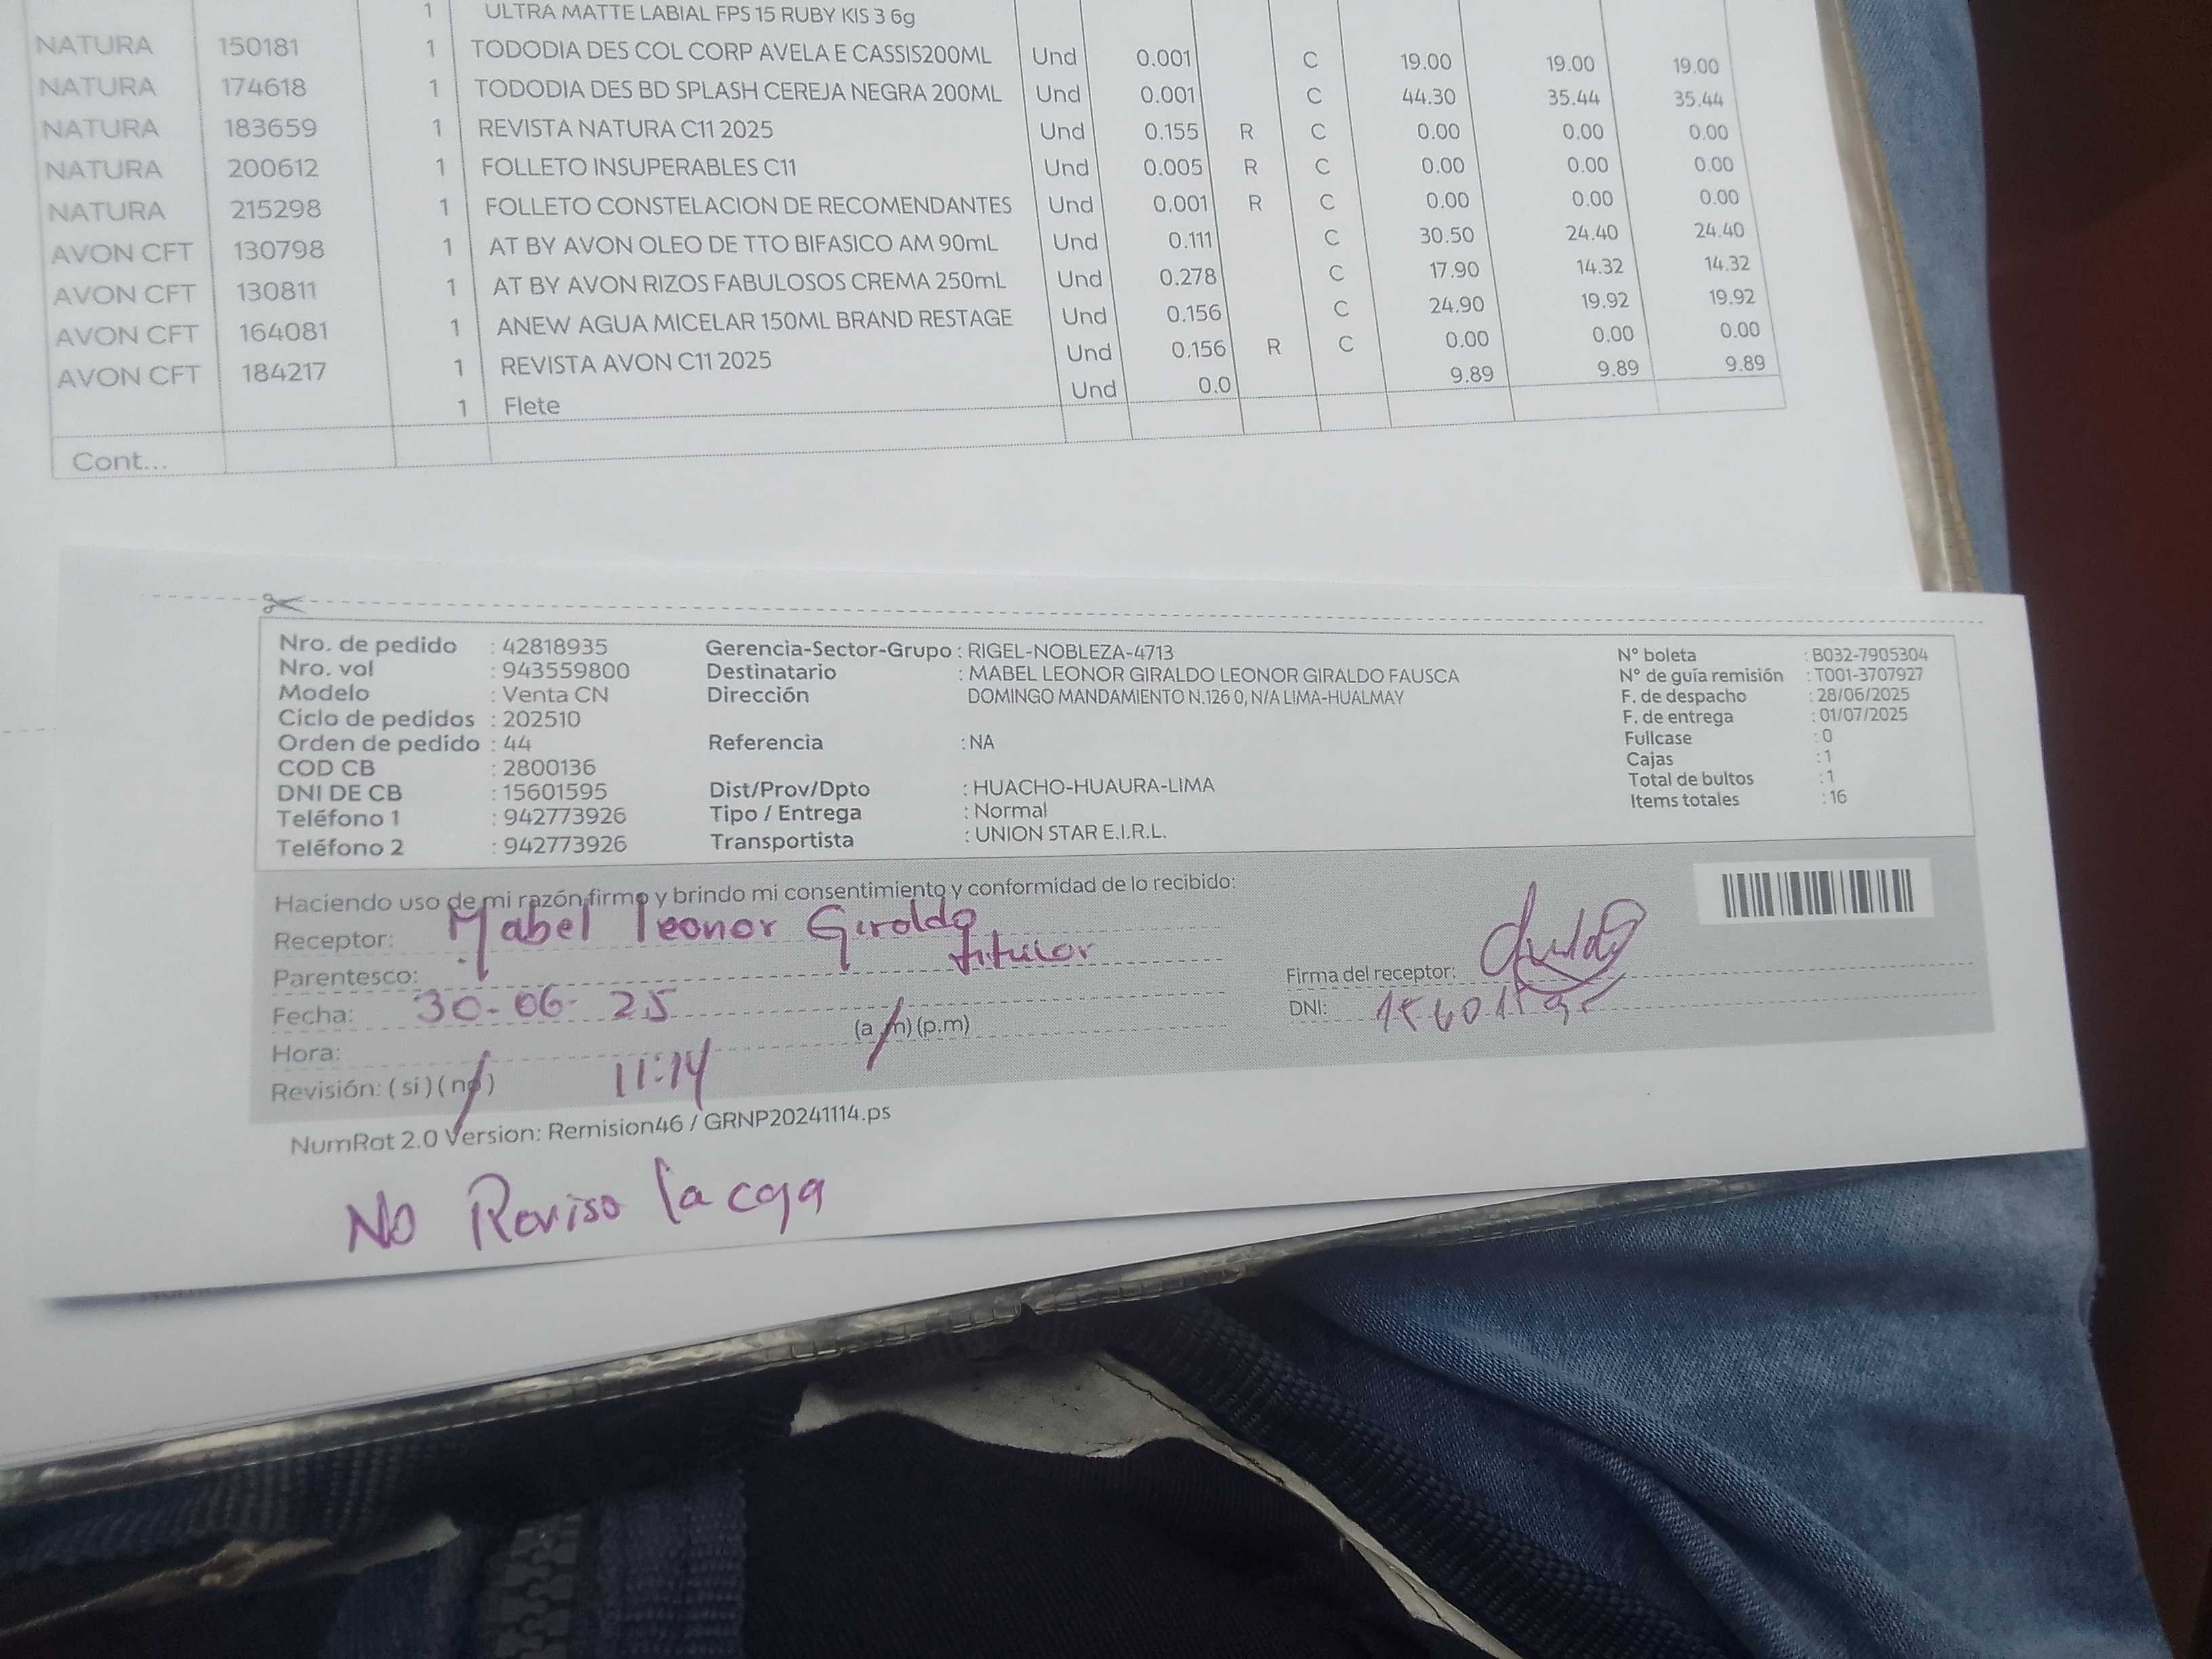 1 ULTRA MATTE LABIAL FPS 15 RUBY KIS 3 6g
NATURA 150181 1 TODODIA DES COL CORP AVELA E CASSIS200ML Und 0.001 C 19.00 19.00 19.00
NATURA 174618 1 TODODIA DES BD SPLASH CEREJA NEGRA 200ML Und 0.001 C 44.30 35.44 35.44
NATURA 183659 1 REVISTA NATURA C11 2025 Und 0.155 R C 0.00 0.00 0.00
NATURA 200612 1 FOLLETO INSUPERABLES C11 Und 0.005 R C 0.00 0.00 0.00
NATURA 215298 1 FOLLETO CONSTELACION DE RECOMENDANTES Und 0.001 R C 0.00 0.00 0.00
AVON CFT 130798 1 AT BY AVON OLEO DE TTO BIFASICO AM 90mL Und 0.111 C 30.50 24.40 24.40
AVON CFT 130811 1 AT BY AVON RIZOS FABULOSOS CREMA 250mL Und 0.278 C 17.90 14.32 14.32
AVON CFT 164081 1 ANEW AGUA MICELAR 150ML BRAND RESTAGE Und 0.156 C 24.90 19.92 19.92
AVON CFT 184217 1 REVISTA AVON C11 2025 Und 0.156 R C 0.00 0.00 0.00
1 Flete Und 0.0 9.89 9.89 9.89
Cont...
Nro. de pedido : 42818935 Gerencia-Sector-Grupo : RIGEL-NOBLEZA-4713 N° boleta : B032-7905304
Nro. vol : 943559800 Destinatario : MABEL LEONOR GIRALDO LEONOR GIRALDO FAUSCA N° de guía remisión : T001-3707927
Modelo : Venta CN Dirección DOMINGO MANDAMIENTO N.126 0, N/A LIMA-HUALMAY F. de despacho : 28/06/2025
Ciclo de pedidos : 202510 F. de entrega : 01/07/2025
Orden de pedido : 44 Referencia : NA Fullcase : 0
COD CB : 2800136 Cajas : 1
DNI DE CB : 15601595 Dist/Prov/Dpto : HUACHO-HUAURA-LIMA Total de bultos : 1
Teléfono 1 : 942773926 Tipo / Entrega : Normal Items totales : 16
Teléfono 2 : 942773926 Transportista : UNION STAR E.I.R.L.
Haciendo uso de mi razón firmo y brindo mi consentimiento y conformidad de lo recibido:
Receptor: Mabel Leonor Giraldo
Parentesco: titular Firma del receptor:
Fecha: 30-06-25 DNI:
Hora: 11:14 (a.m) (p.m)
Revisión: (si) (no)
NumRot 2.0 Version: Remision46 / GRNP20241114.ps
No Reviso la caja